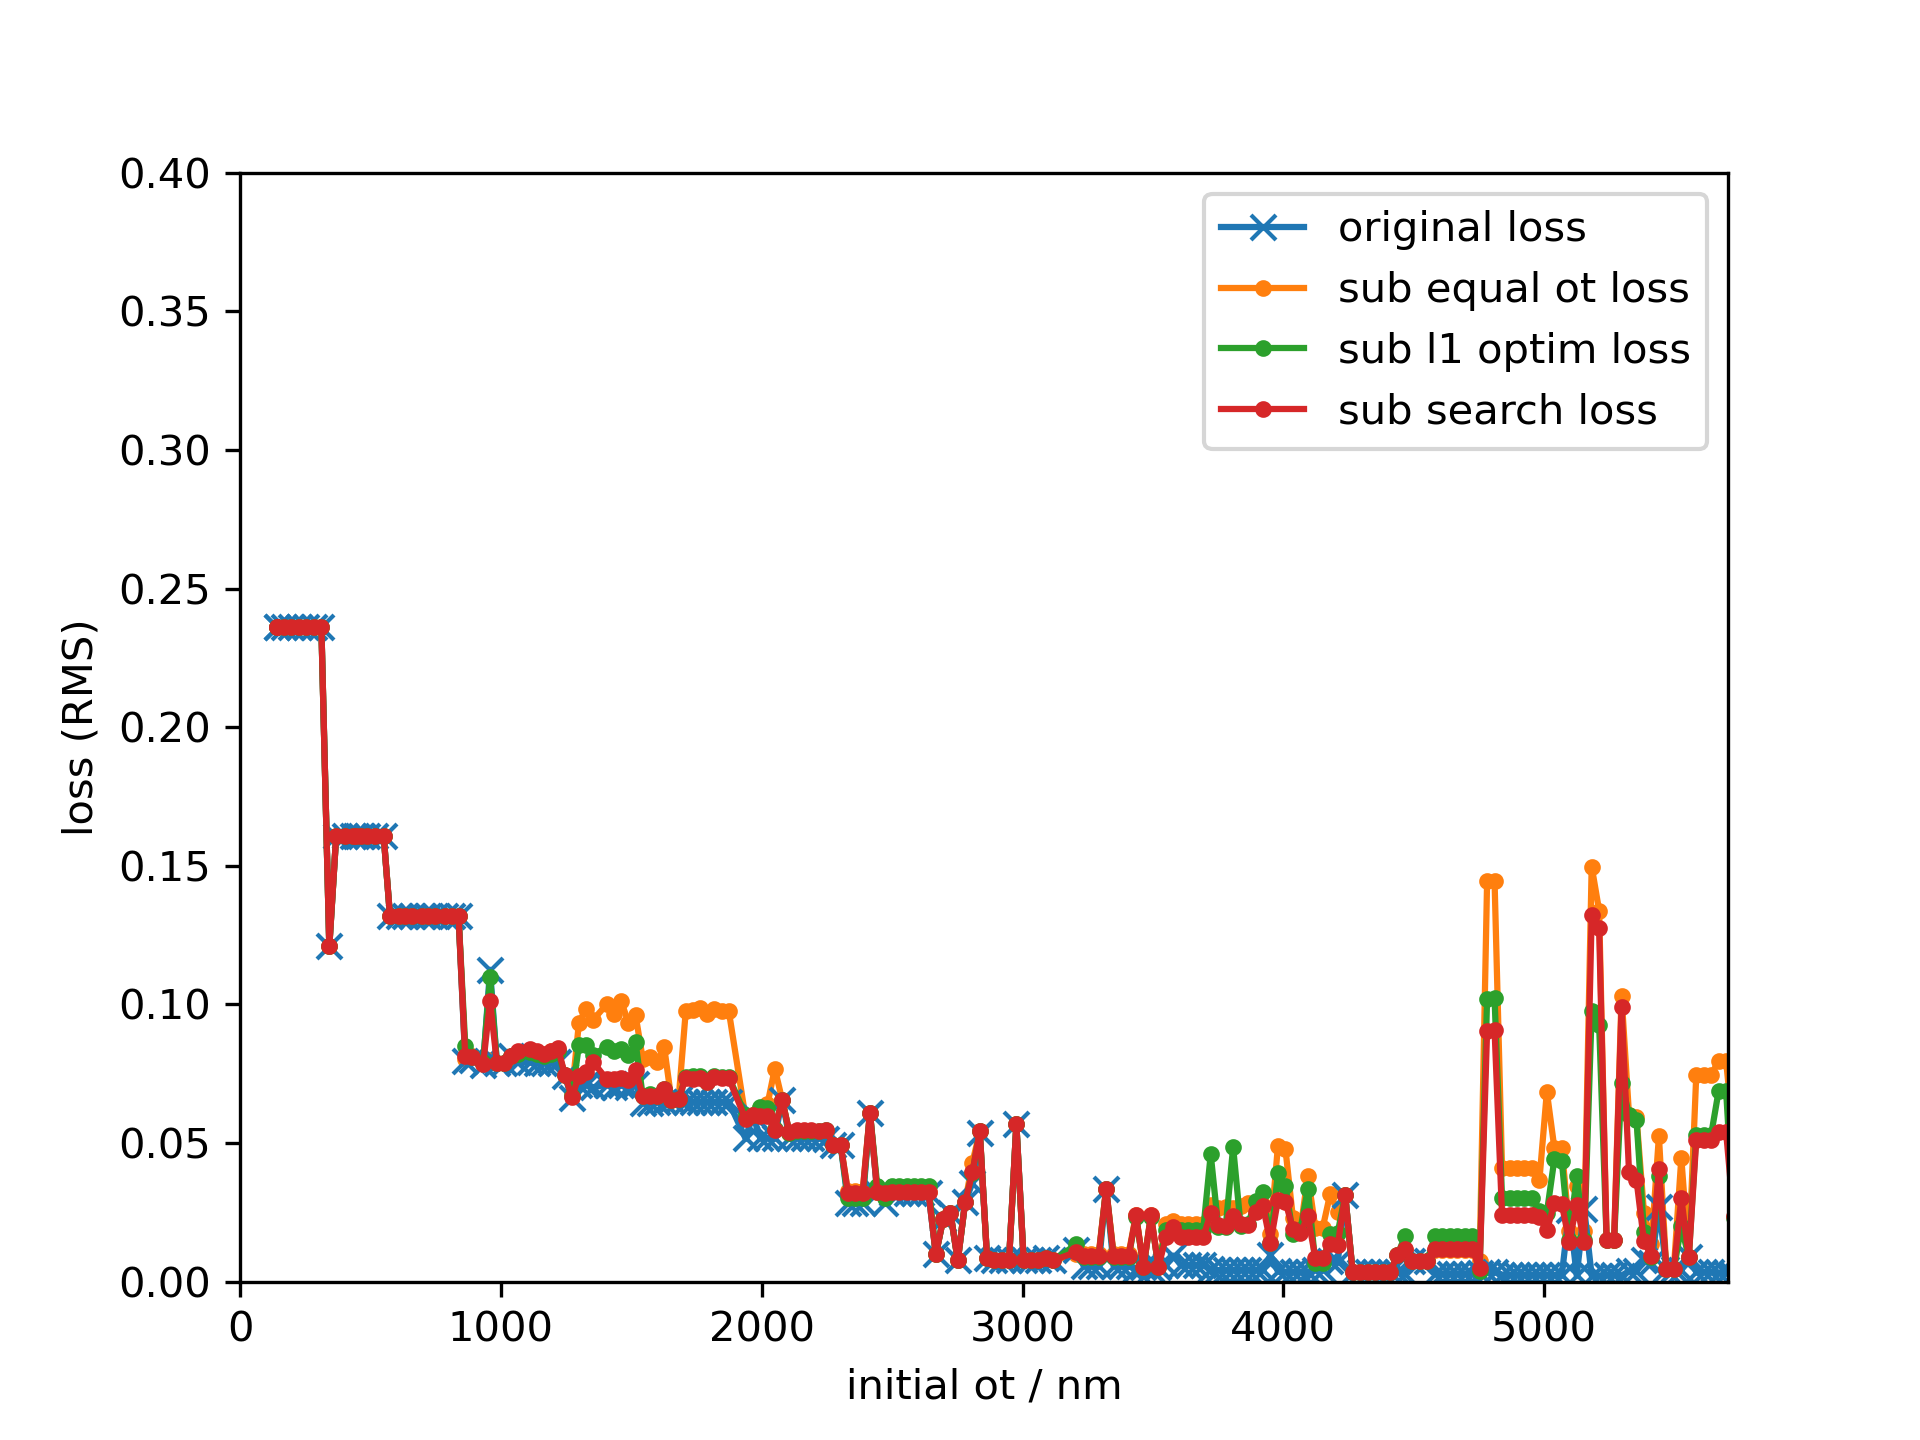 0.40
0.35
0.30
0.25
0.20
0.15
0.10
0.05
0.00
loss (RMS)
original loss
sub equal ot loss
sub l1 optim loss
sub search loss
0 1000 2000 3000 4000 5000
initial ot / nm